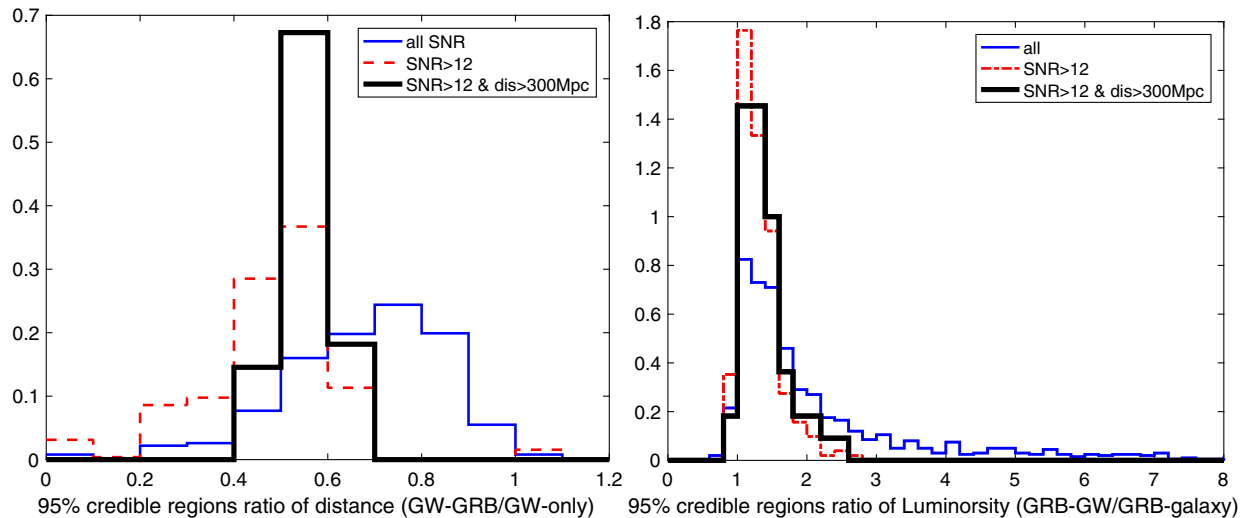 0.7
0.6
0.5
0.4
0.3
0.2
0.1
0
0 0.2 0.4 0.6 0.8 1.0 1.2
all SNR
SNR>12
SNR>12 & dis>300Mpc
95% credible regions ratio of distance (GW-GRB/GW-only)
1.8
1.6
1.4
1.2
1
0.8
0.6
0.4
0.2
0
0 1 2 3 4 5 6 7 8
all
SNR>12
SNR>12 & dis>300Mpc
95% credible regions ratio of Luminorsity (GRB-GW/GRB-galaxy)